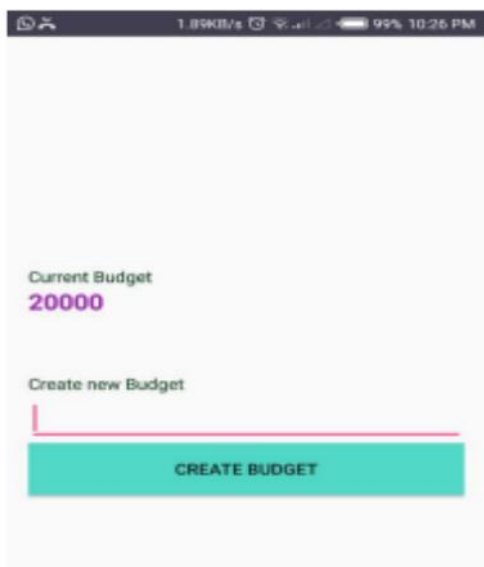 1.89KB/s 99% 10:26 PM
Current Budget
20000
Create new Budget
CREATE BUDGET